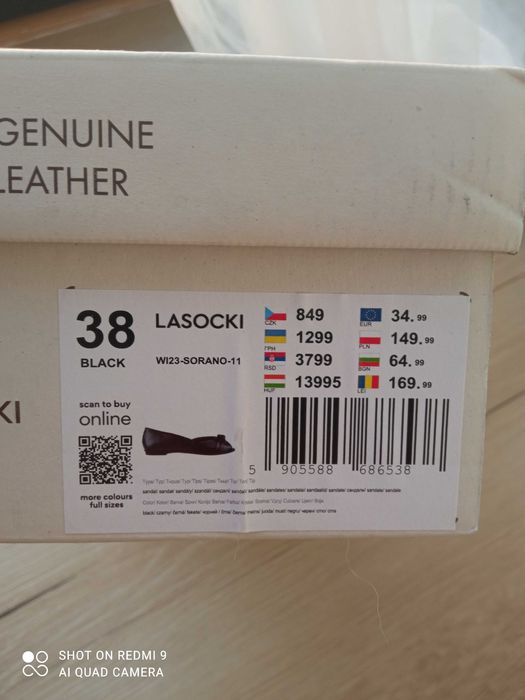 GENUINE
LEATHER
KI
38
BLACK
LASOCKI
WI23-SORANO-11
CZK 849
ГРН 1299
RSD 3799
HUF 13995
EUR 34.99
PLN 149.99
BGN 64.99
LEI 169.99
scan to buy
online
more colours
full sizes
5 905588 686538
SHOT ON REDMI 9
AI QUAD CAMERA